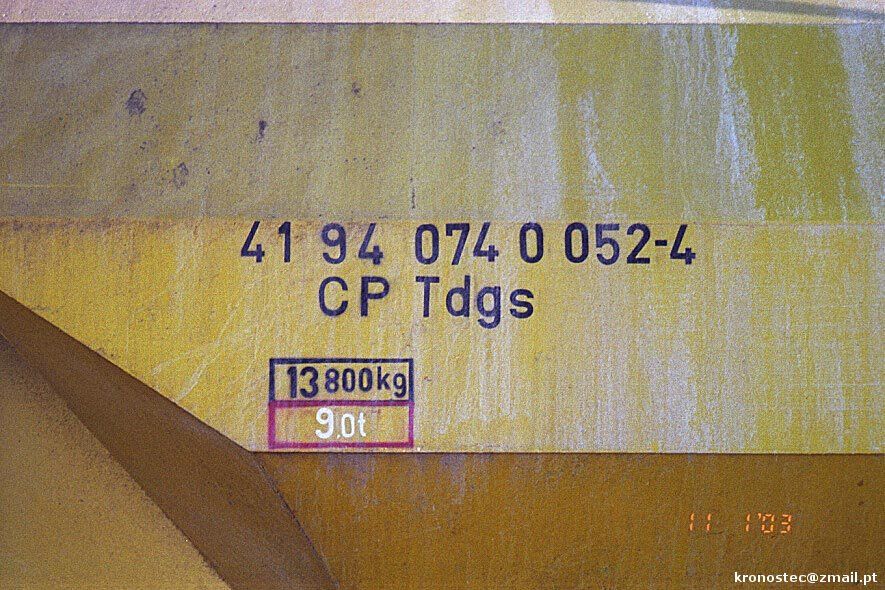 41 94 074 0 052-4
CP Tdgs
13800kg
9,0t
11 1'03
kronostec@zmail.pt